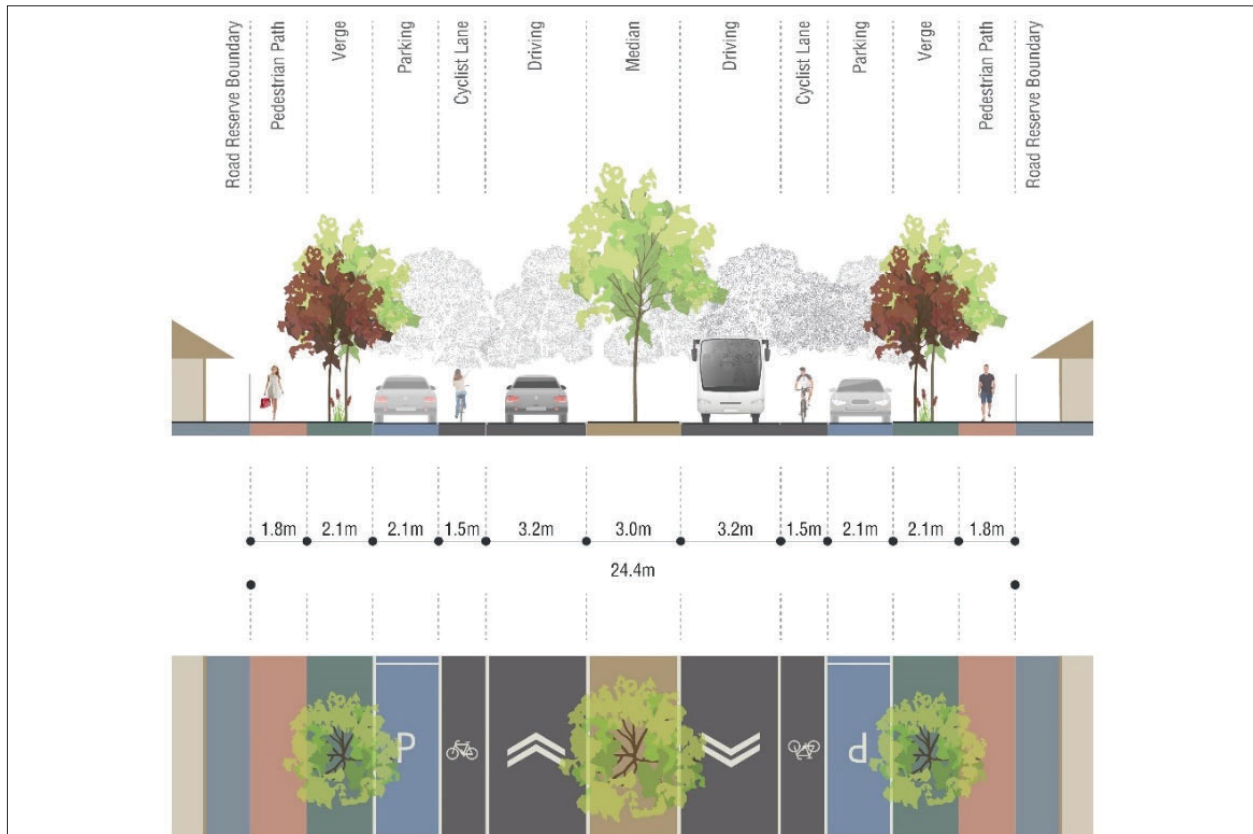 Road Reserve Boundary
Pedestrian Path
Verge
Parking
Cyclist Lane
Driving
Median
Driving
Cyclist Lane
Parking
Verge
Pedestrian Path
Road Reserve Boundary
1.8m 2.1m 2.1m 1.5m 3.2m 3.0m 3.2m 1.5m 2.1m 2.1m 1.8m
24.4m
P P